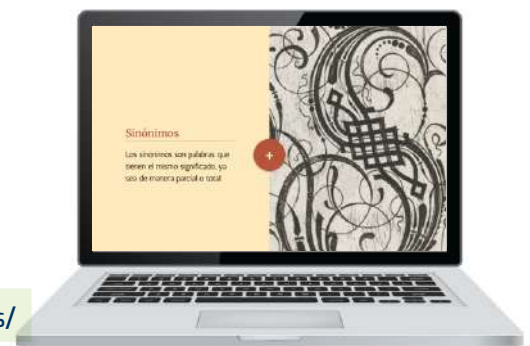 Sinónimos
Los sinónimos son palabras que
tienen el mismo significado, ya
sea de manera parcial o total
+
s/